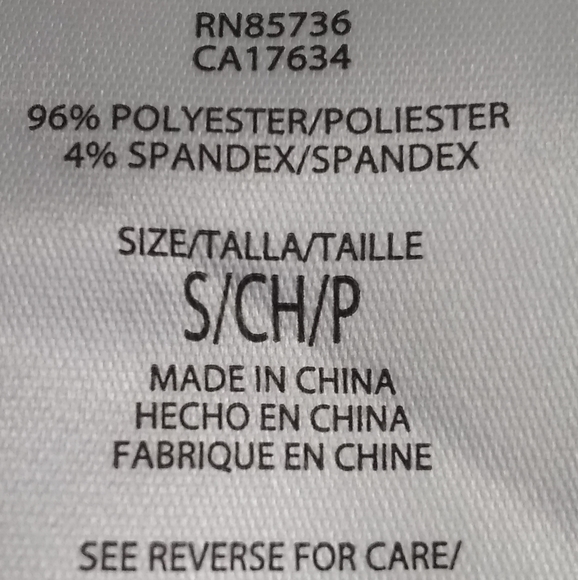 RN85736
CA17634
96% POLYESTER/POLIESTER
4% SPANDEX/SPANDEX
SIZE/TALLA/TAILLE
S/CH/P
MADE IN CHINA
HECHO EN CHINA
FABRIQUE EN CHINE
SEE REVERSE FOR CARE/